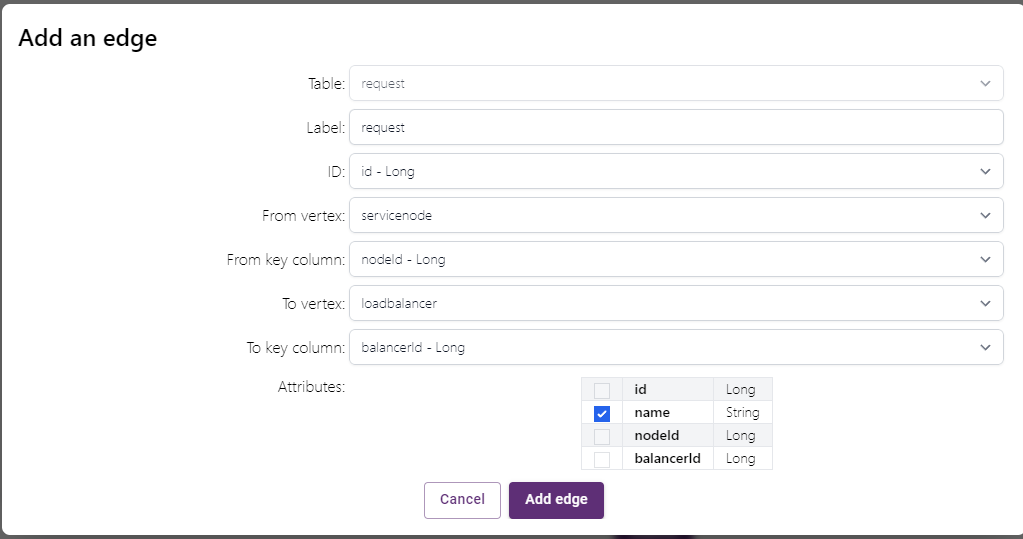 Add an edge
Table: request
Label: request
ID: id - Long
From vertex: servicenode
From key column: nodeId - Long
To vertex: loadbalancer
To key column: balancerId - Long
Attributes:
id Long
name String
nodeId Long
balancerId Long
Cancel Add edge